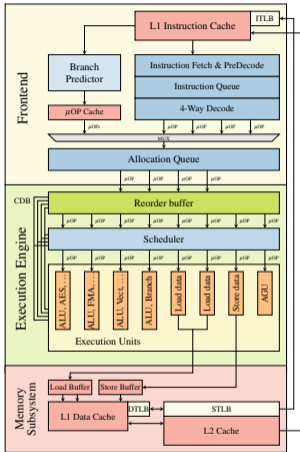 ITLB
L1 Instruction Cache
Frontend
Branch
Predictor
Instruction Fetch & PreDecode
Instruction Queue
μOP Cache
4-Way Decode
μOPs μOP μOP μOP μOP
MUX
Allocation Queue
μOP μOP μOP μOP
Execution Engine
CDB
Reorder buffer
μOP μOP μOP μOP μOP μOP μOP μOP
Scheduler
μOP μOP μOP μOP μOP μOP μOP μOP
ALU, AES, ...
ALU, FMA, ...
ALU, Vect, ...
ALU, Branch
Load data
Load data
Store data
AGU
Execution Units
Memory
Subsystem
Load Buffer
Store Buffer
L1 Data Cache
DTLB
STLB
L2 Cache